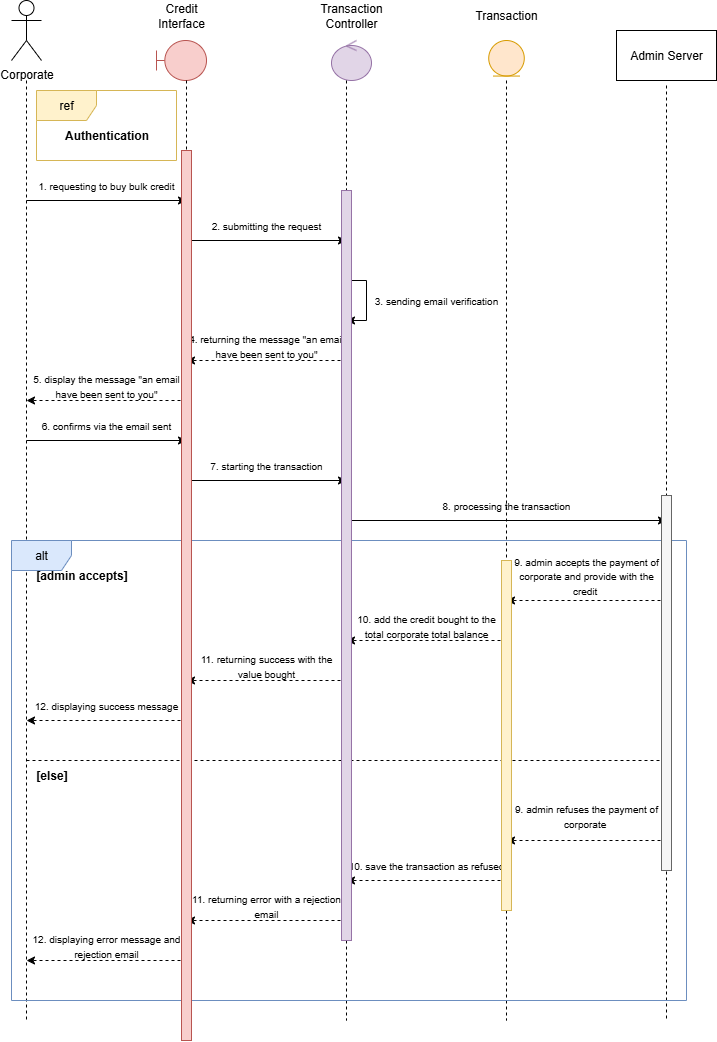 Credit
Interface
Transaction
Controller
Transaction
Admin Server
Corporate
ref
Authentication
1. requesting to buy bulk credit
2. submitting the request
3. sending email verification
4. returning the message "an emai
have been sent to you"
5. display the message "an email
have been sent to you"
6. confirms via the email sent
7. starting the transaction
8. processing the transaction
alt
[admin accepts]
9. admin accepts the payment of
corporate and provide with the
credit
10. add the credit bought to the
total corporate total balance
11. returning success with the
value bought
12. displaying success message
[else]
9. admin refuses the payment of
corporate
10. save the transaction as refused
11. returning error with a rejection
email
12. displaying error message and
rejection email